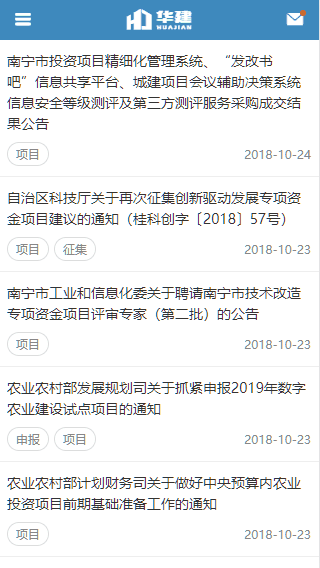 华建
HUAJIAN
南宁市投资项目精细化管理系统、“发改书
吧”信息共享平台、城建项目会议辅助决策系统
信息安全等级测评及第三方测评服务采购成交结
果公告
项目
2018-10-24
自治区科技厅关于再次征集创新驱动发展专项资
金项目建议的通知（桂科创字〔2018〕57号）
项目 征集
2018-10-23
南宁市工业和信息化委关于聘请南宁市技术改造
专项资金项目评审专家（第二批）的公告
项目
2018-10-23
农业农村部发展规划司关于抓紧申报2019年数字
农业建设试点项目的通知
申报 项目
2018-10-23
农业农村部计划财务司关于做好中央预算内农业
投资项目前期基础准备工作的通知
项目
2018-10-23